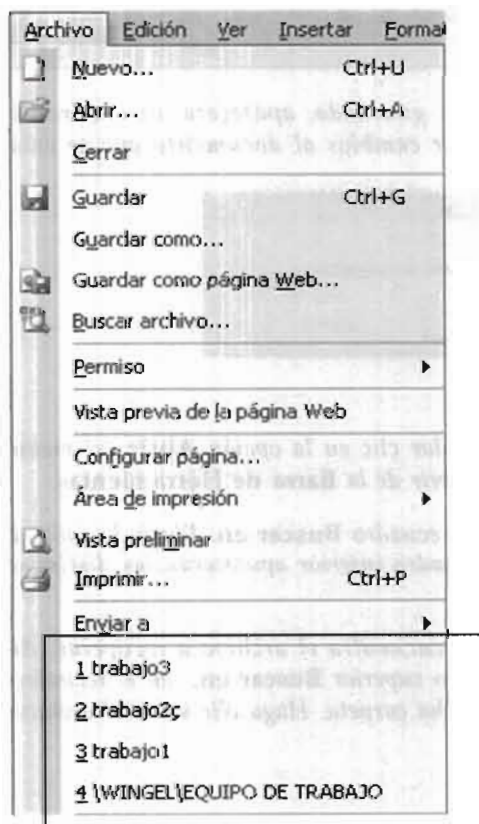 Archivo Edición Ver Insertar Format
Nuevo... Ctrl+U
Abrir... Ctrl+A
Cerrar
Guardar Ctrl+G
Guardar como...
Guardar como página Web...
Buscar archivo...
Permiso
Vista previa de la página Web
Configurar página...
Área de impresión
Vista preliminar
Imprimir... Ctrl+P
Enviar a
1 trabajo3
2 trabajo2ç
3 trabajo1
4 \WINGEL\EQUIPO DE TRABAJO